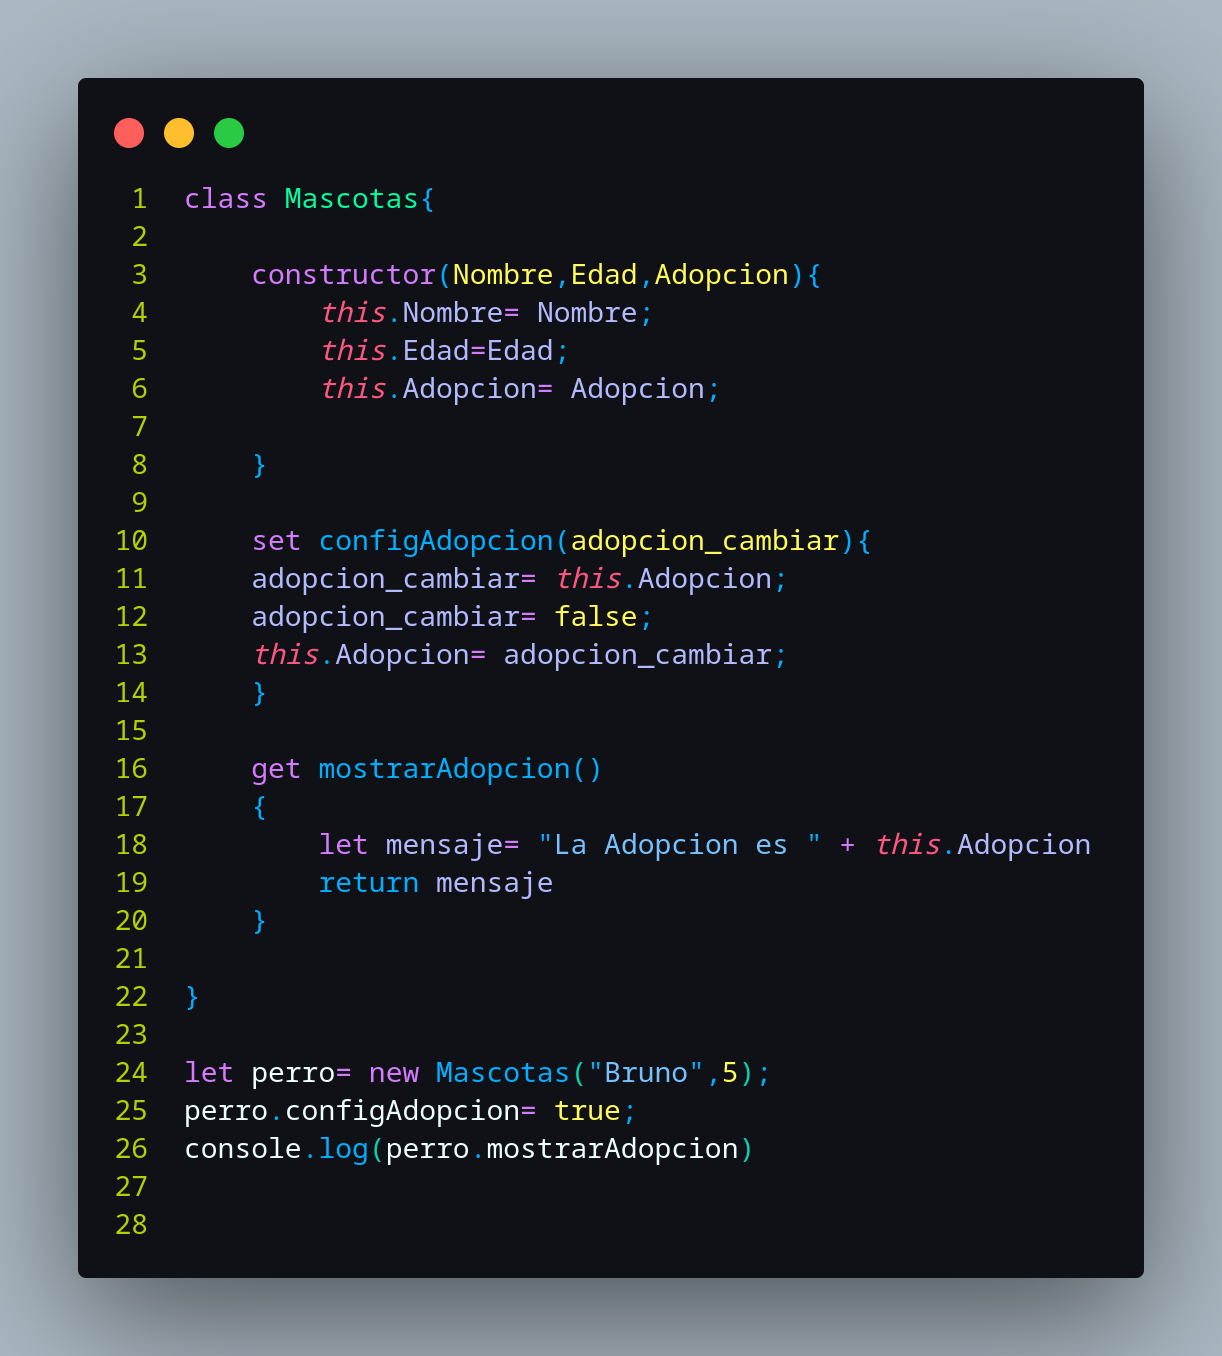 1 class Mascotas{
2
3 constructor(Nombre,Edad,Adopcion){
4 this.Nombre= Nombre;
5 this.Edad=Edad;
6 this.Adopcion= Adopcion;
7
8 }
9
10 set configAdopcion(adopcion_cambiar){
11 adopcion_cambiar= this.Adopcion;
12 adopcion_cambiar= false;
13 this.Adopcion= adopcion_cambiar;
14 }
15
16 get mostrarAdopcion()
17 {
18 let mensaje= "La Adopcion es " + this.Adopcion
19 return mensaje
20 }
21
22 }
23
24 let perro= new Mascotas("Bruno",5);
25 perro.configAdopcion= true;
26 console.log(perro.mostrarAdopcion)
27
28